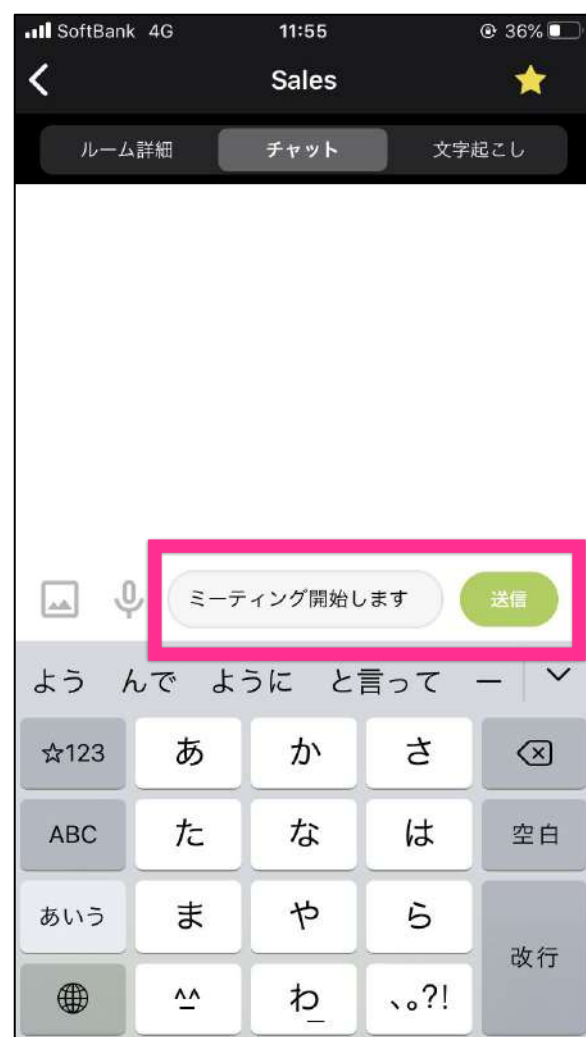 SoftBank 4G 11:55 36%
Sales
ルーム詳細 チャット 文字起こし
ミーティング開始します 送信
よう んで ように と言って ー
☆123 あ か さ
ABC た な は 空白
あいう ま や ら 改行
^^ わ 、。?!